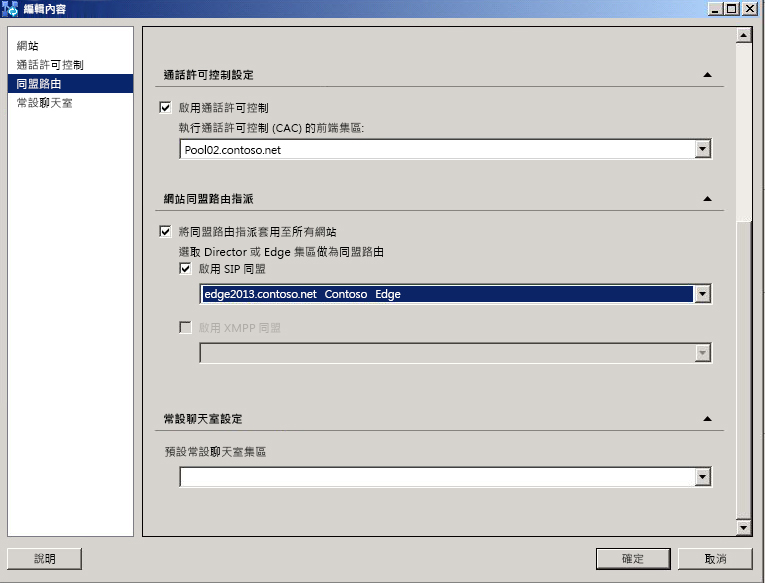 編輯內容
網站
通話許可控制
同盟路由
常設聊天室
通話許可控制設定
啟用通話許可控制
執行通話許可控制 (CAC) 的前端集區:
Pool02.contoso.net
網站同盟路由指派
將同盟路由指派套用至所有網站
選取 Director 或 Edge 集區做為同盟路由
啟用 SIP 同盟
edge2013.contoso.net Contoso Edge
啟用 XMPP 同盟
常設聊天室設定
預設常設聊天室集區
說明
確定
取消